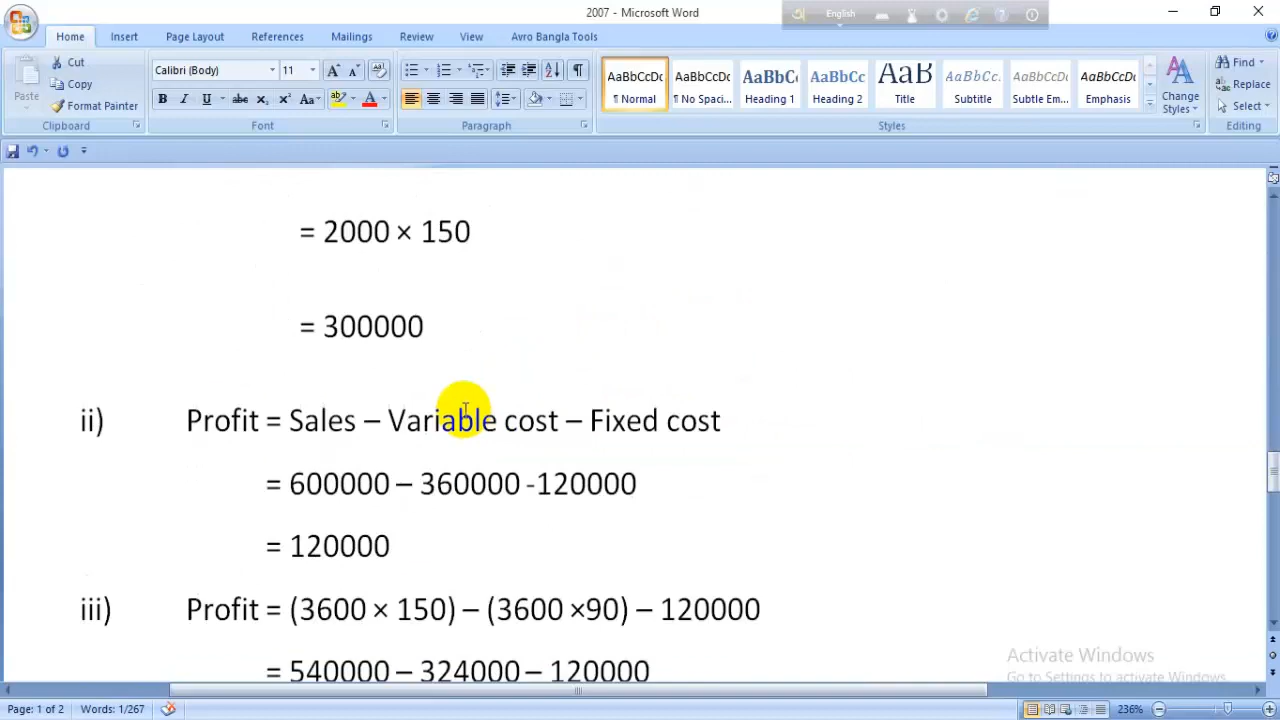 2007 - Microsoft Word
English
Home Insert Page Layout References Mailings Review View Avro Bangla Tools
Paste
Cut
Copy
Format Painter
Clipboard
Calibri (Body) 11
Font
Paragraph
AaBbCcDc AaBbCcDc AaBbCc AaBbCc AaB AaBbCc. AaBbCcDc AaBbCcDc
¶ Normal ¶ No Spaci... Heading 1 Heading 2 Title Subtitle Subtle Em... Emphasis
Styles
Change
Styles
Find
Replace
Select
Editing
= 2000 × 150
= 300000
ii) Profit = Sales – Variable cost – Fixed cost
= 600000 – 360000 -120000
= 120000
iii) Profit = (3600 × 150) – (3600 ×90) – 120000
= 540000 – 324000 – 120000
Activate Windows
Go to Settings to activate Windows.
Page: 1 of 2 Words: 1/267 236%